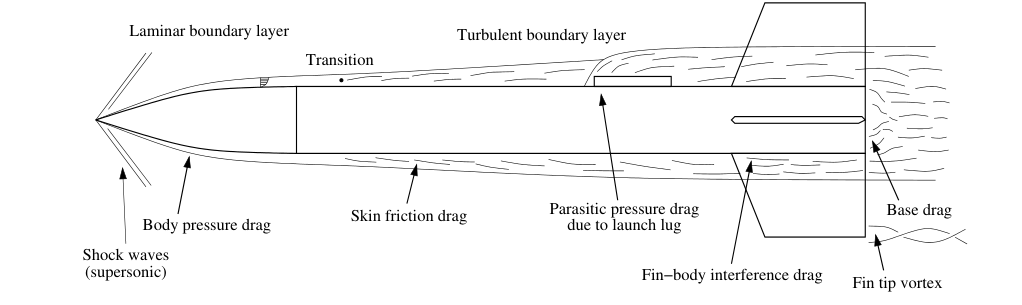 Laminar boundary layer
Transition
Turbulent boundary layer
Shock waves
(supersonic)
Body pressure drag
Skin friction drag
Parasitic pressure drag
due to launch lug
Fin−body interference drag
Base drag
Fin tip vortex